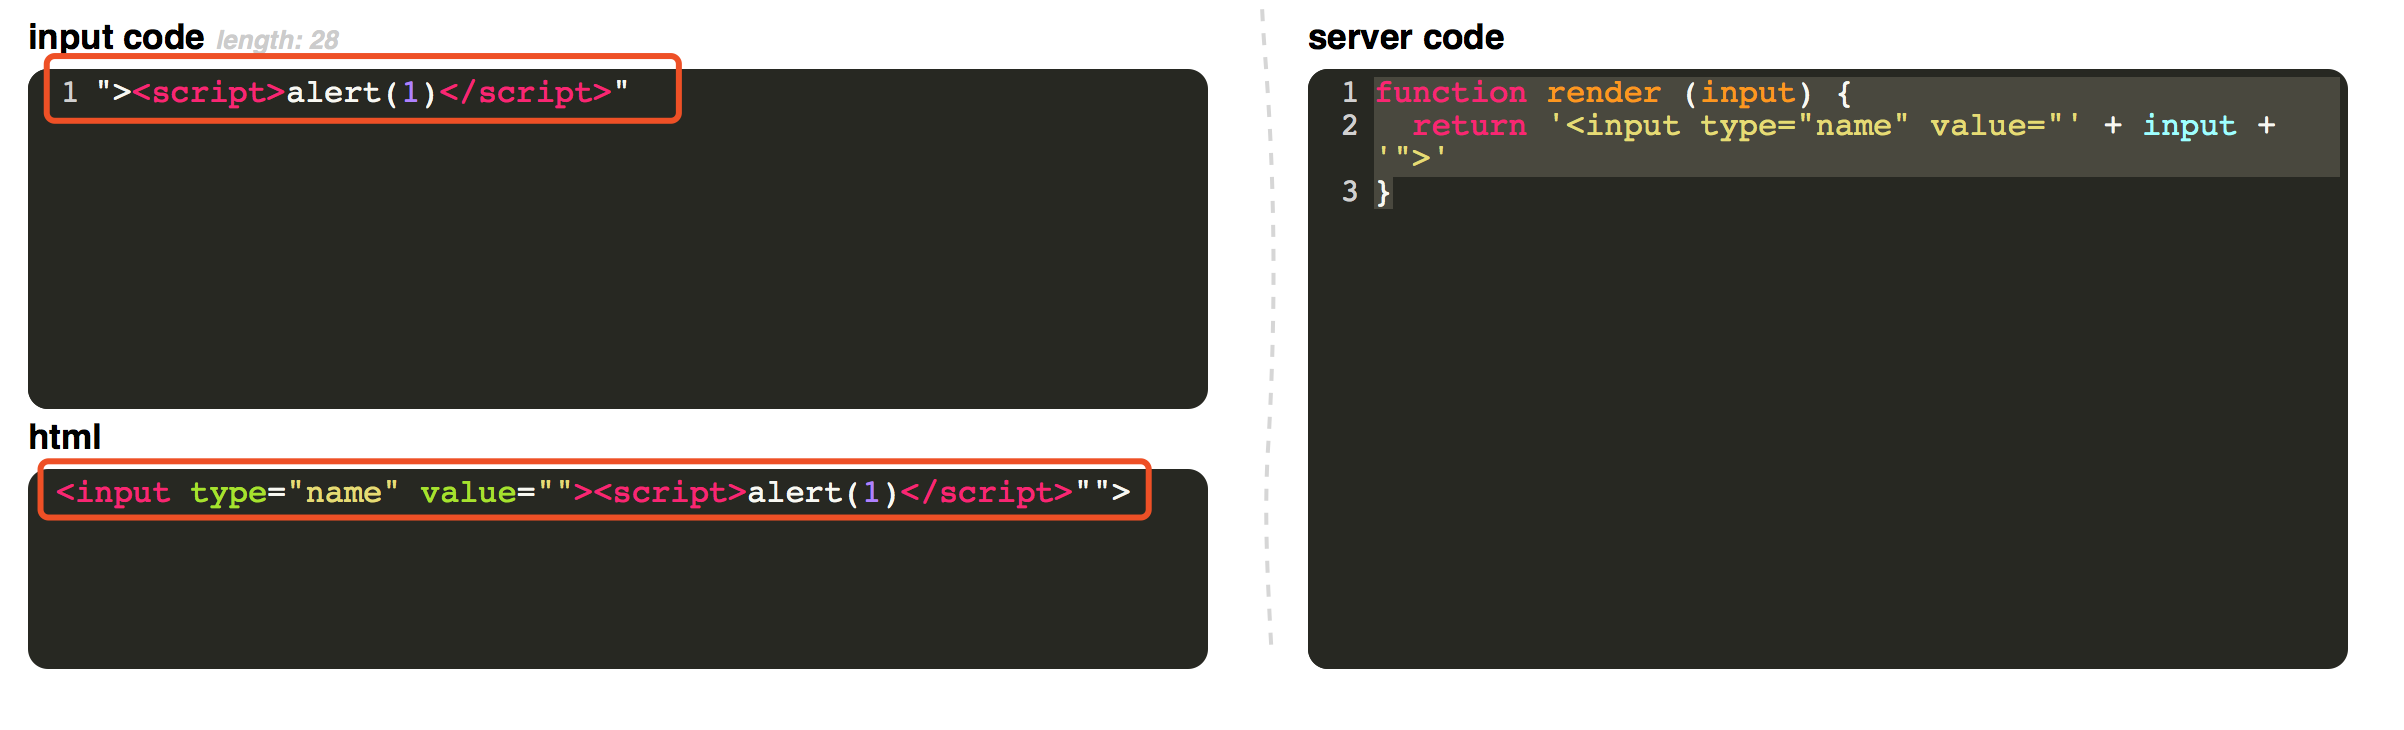 input code length: 28
1 "><script>alert(1)</script>"
html
<input type="name" value=""><script>alert(1)</script>"">
server code
1 function render (input) {
2   return '<input type="name" value="' + input +
'">'
3 }